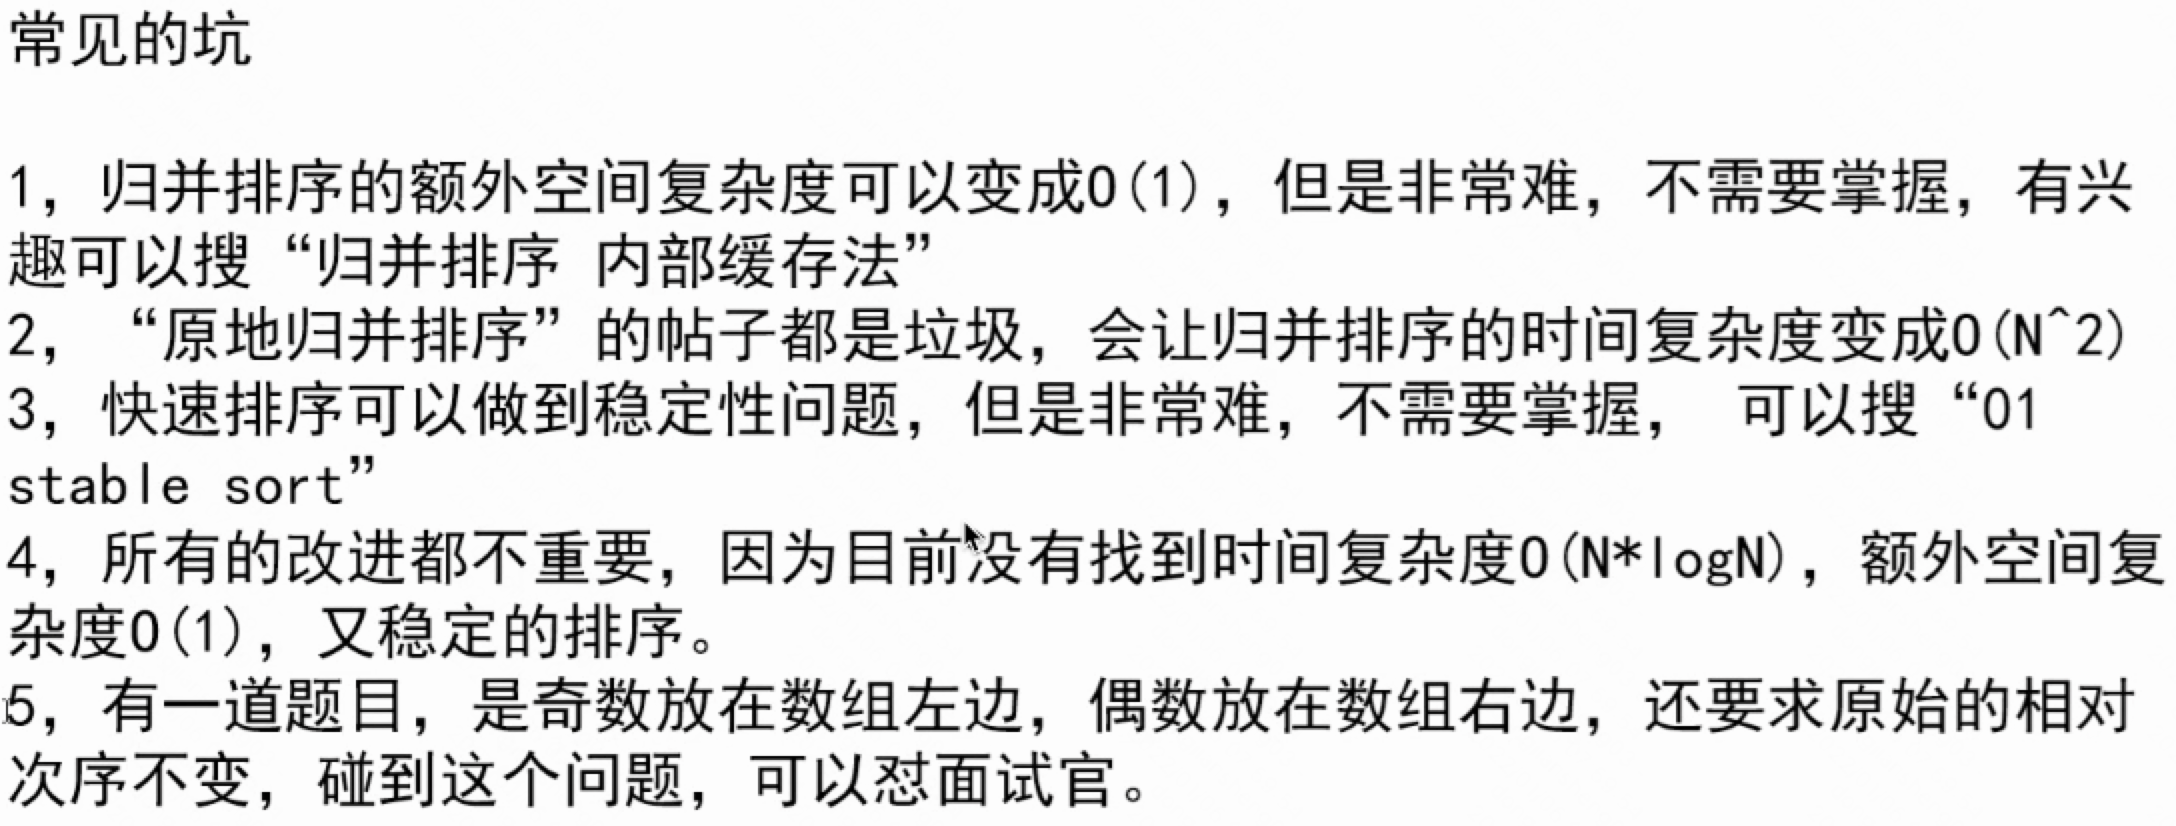 常见的坑
1，归并排序的额外空间复杂度可以变成O(1)，但是非常难，不需要掌握，有兴
趣可以搜“归并排序 内部缓存法”
2，“原地归并排序”的帖子都是垃圾，会让归并排序的时间复杂度变成O(N^2)
3，快速排序可以做到稳定性问题，但是非常难，不需要掌握， 可以搜“01
stable sort”
4，所有的改进都不重要，因为目前没有找到时间复杂度O(N*logN)，额外空间复
杂度O(1)，又稳定的排序。
5，有一道题目，是奇数放在数组左边，偶数放在数组右边，还要求原始的相对
次序不变，碰到这个问题，可以怼面试官。